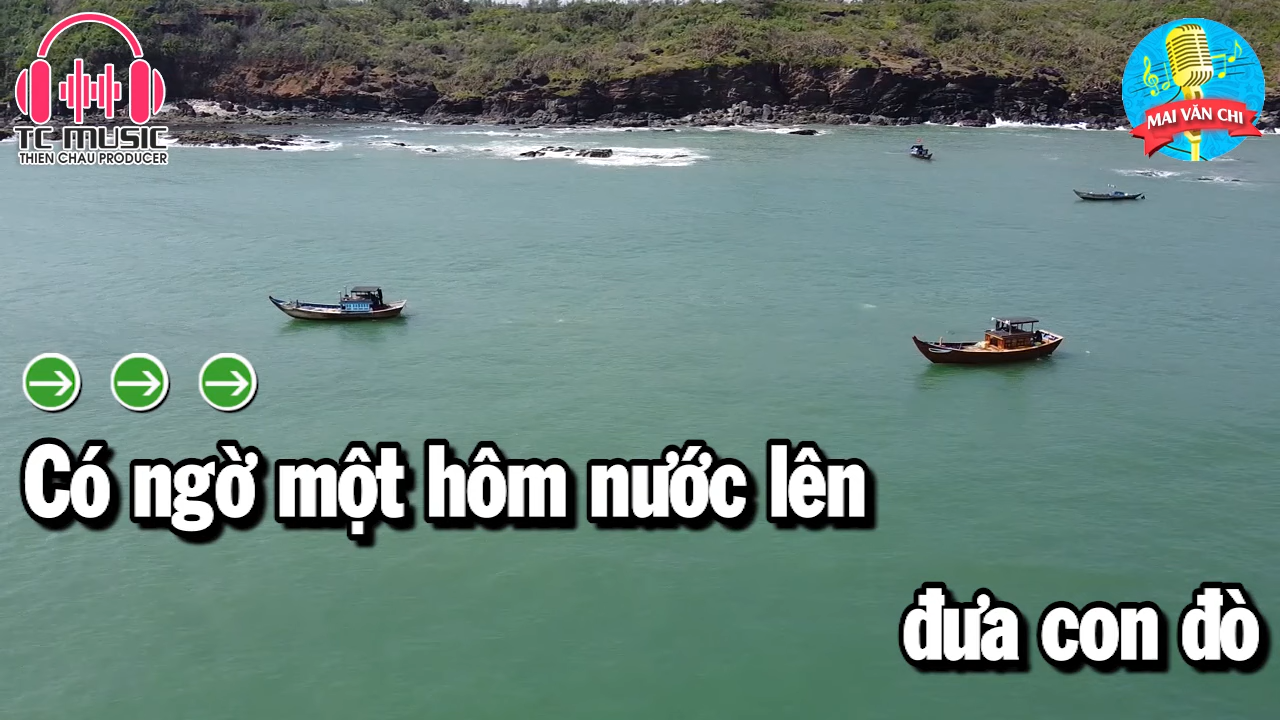 TC MUSIC
THIEN CHAU PRODUCER
MAI VĂN CHI
Có ngờ một hôm nước lên
đưa con đò